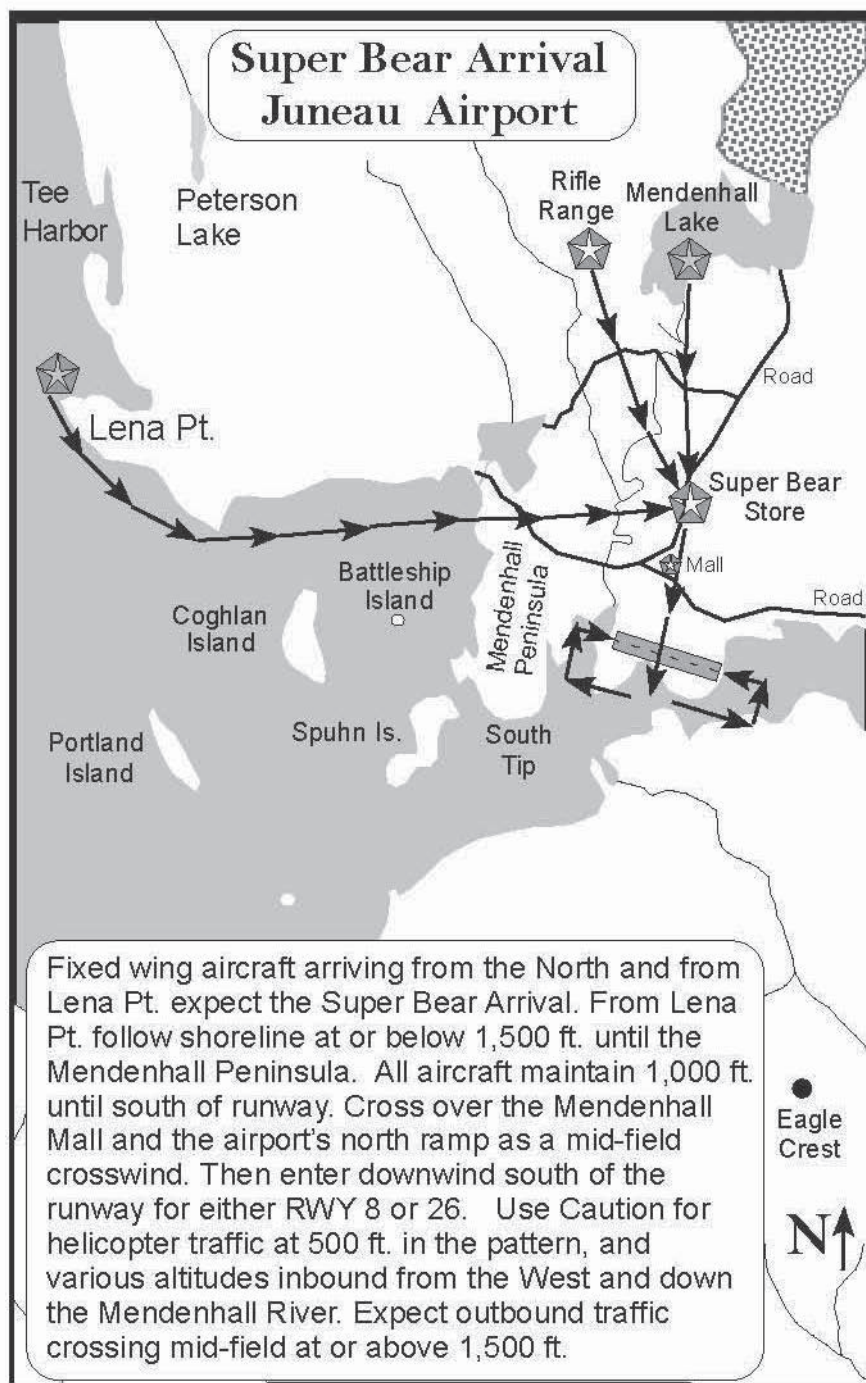 Super Bear Arrival
Juneau Airport
Tee
Harbor
Peterson
Lake
Rifle
Range
Mendenhall
Lake
Road
Lena Pt.
Super Bear
Store
Mall
Road
Battleship
Island
Mendenhall
Peninsula
Coghlan
Island
Portland
Island
Spuhn Is.
South
Tip
Fixed wing aircraft arriving from the North and from
Lena Pt. expect the Super Bear Arrival. From Lena
Pt. follow shoreline at or below 1,500 ft. until the
Mendenhall Peninsula.  All aircraft maintain 1,000 ft.
until south of runway. Cross over the Mendenhall
Mall and the airport's north ramp as a mid-field
crosswind. Then enter downwind south of the
runway for either RWY 8 or 26.   Use Caution for
helicopter traffic at 500 ft. in the pattern, and
various altitudes inbound from the West and down
the Mendenhall River. Expect outbound traffic
crossing mid-field at or above 1,500 ft.
Eagle
Crest
N